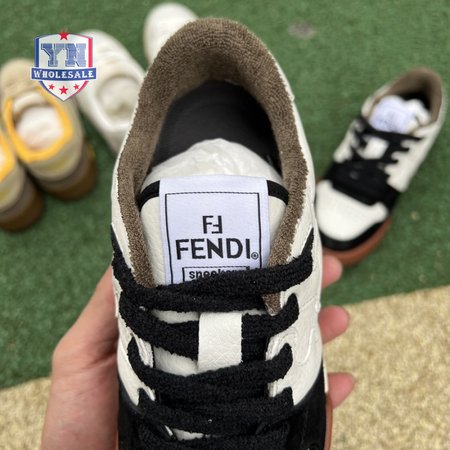 YN
WHOLESALE
FF
FENDI®
sneakers